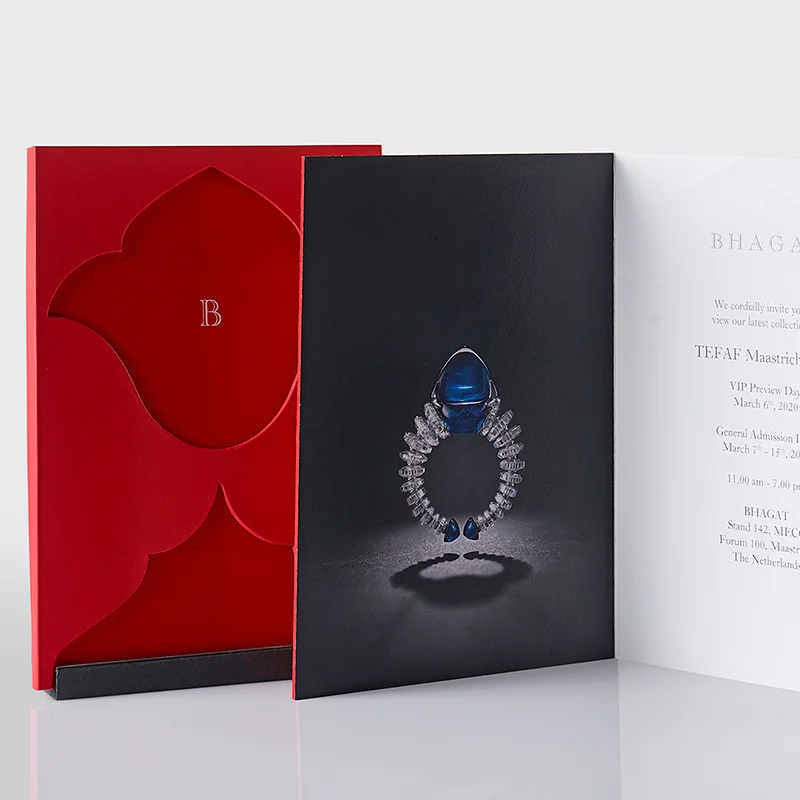 B
BHAGA
We cordially invite yo
view our latest collectio
TEFAF Maastrich
VIP Preview Day
March 6th, 2020
General Admission
March 7th - 15th, 20
11.00 am - 7.00 p
BHAGAT
Stand 142, MEC
Forum 100, Maastr
The Netherlands